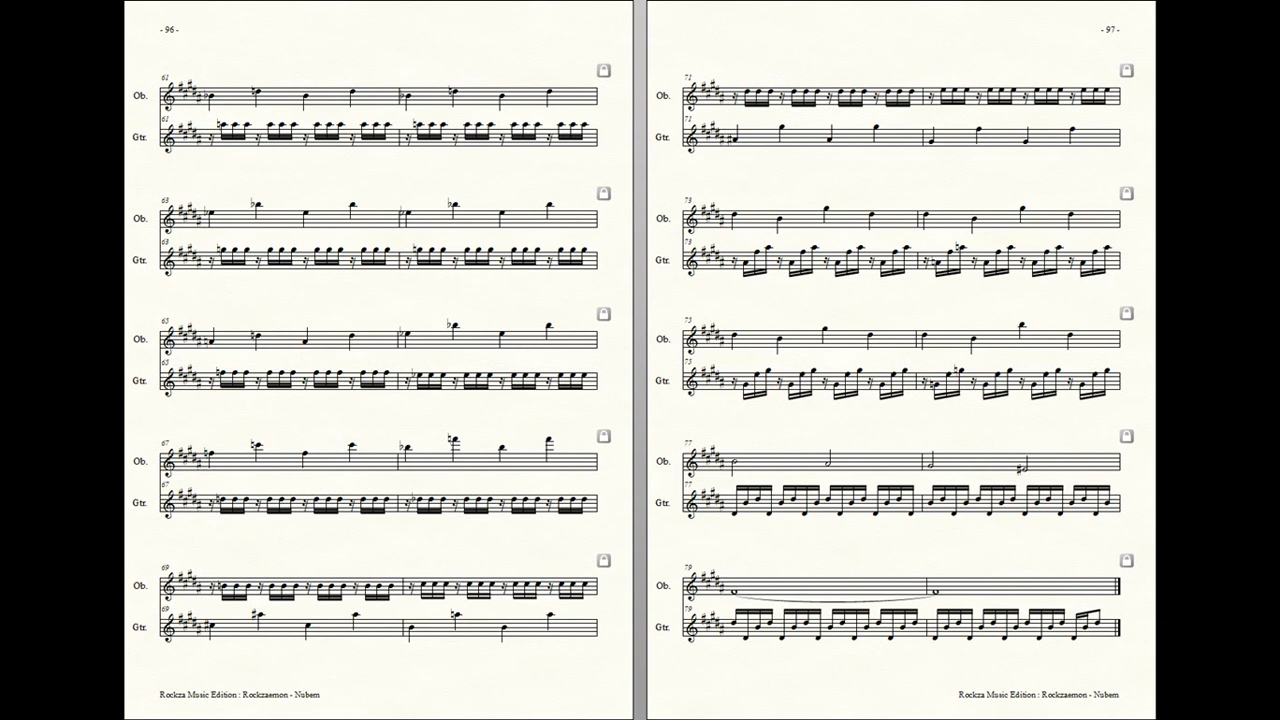 - 96 -
61
Ob.
61
Gtr.
63
Ob.
63
Gtr.
65
Ob.
65
Gtr.
67
Ob.
67
Gtr.
69
Ob.
69
Gtr.
Rockza Music Edition : Rockzaemon - Nubem
- 97 -
71
Ob.
71
Gtr.
73
Ob.
73
Gtr.
75
Ob.
75
Gtr.
77
Ob.
77
Gtr.
79
Ob.
79
Gtr.
Rockza Music Edition : Rockzaemon - Nubem